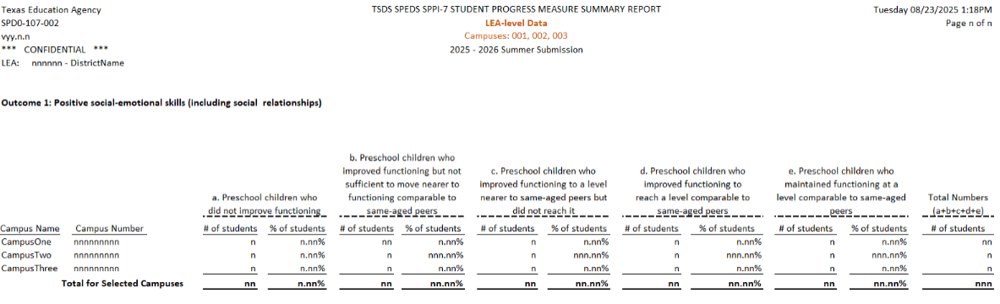 Texas Education Agency
TSDS SPEDS SPPI-7 STUDENT PROGRESS MEASURE SUMMARY REPORT
Tuesday 08/23/2025 1:18PM
SPD0-107-002
LEA-level Data
Page n of n
vyy.n.n
Campuses: 001, 002, 003
*** CONFIDENTIAL ***
2025 - 2026 Summer Submission
LEA: nnnnnn - DistrictName
Outcome 1: Positive social-emotional skills (including social relationships)
a. Preschool children who
did not improve functioning
b. Preschool children who
improved functioning but not
sufficient to move nearer to
functioning comparable to
same-aged peers
c. Preschool children who
improved functioning to a level
nearer to same-aged peers but
did not reach it
d. Preschool children who
improved functioning to
reach a level comparable to
same-aged peers
e. Preschool children who
maintained functioning at a
level comparable to same-aged
peers
Total Numbers
(a+b+c+d+e)
Campus Name Campus Number # of students % of students # of students % of students # of students % of students # of students % of students # of students % of students # of students
CampusOne nnnnnnnnn n n.nn% nn n.nn% n n.nn% n n.nn% n n.nn% nn
CampusTwo nnnnnnnnn n n.nn% n nnn.nn% n nnn.nn% n nnn.nn% n nnn.nn% n
CampusThree nnnnnnnnn n n.nn% n n.nn% n n.nn% n n.nn% n n.nn% n
Total for Selected Campuses nn n.nn% nn nn.nn% nn nn.nn% nn nn.nn% nn nn.nn% nnn